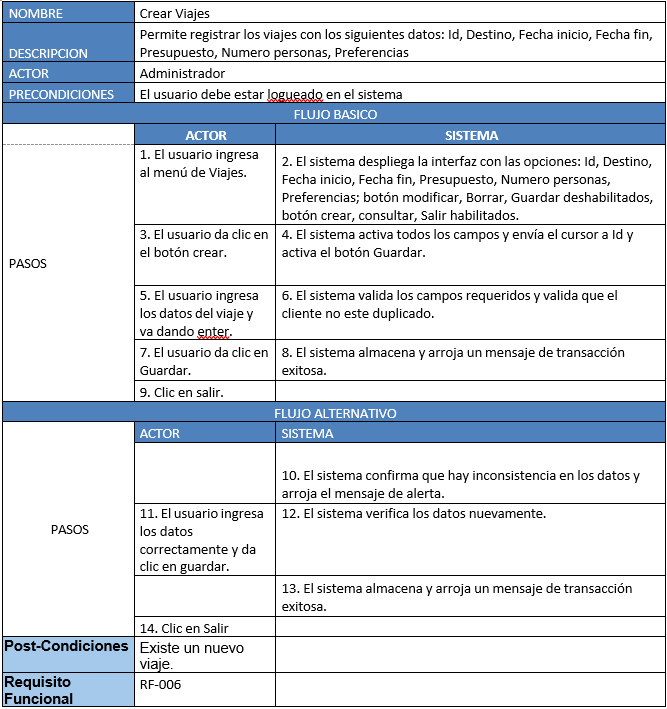 NOMBRE
Crear Viajes
DESCRIPCION
Permite registrar los viajes con los siguientes datos: Id, Destino, Fecha inicio, Fecha fin,
Presupuesto, Numero personas, Preferencias
ACTOR
Administrador
PRECONDICIONES
El usuario debe estar logueado en el sistema
FLUJO BASICO
PASOS
ACTOR
SISTEMA
1. El usuario ingresa
al menú de Viajes.
2. El sistema despliega la interfaz con las opciones: Id, Destino,
Fecha inicio, Fecha fin, Presupuesto, Numero personas,
Preferencias; botón modificar, Borrar, Guardar deshabilitados,
botón crear, consultar, Salir habilitados.
3. El usuario da clic en
el botón crear.
4. El sistema activa todos los campos y envía el cursor a Id y
activa el botón Guardar.
5. El usuario ingresa
los datos del viaje y
va dando enter.
6. El sistema valida los campos requeridos y valida que el
cliente no este duplicado.
7. El usuario da clic en
Guardar.
8. El sistema almacena y arroja un mensaje de transacción
exitosa.
9. Clic en salir.
FLUJO ALTERNATIVO
PASOS
ACTOR
SISTEMA
10. El sistema confirma que hay inconsistencia en los datos y
arroja el mensaje de alerta.
11. El usuario ingresa
los datos
correctamente y da
clic en guardar.
12. El sistema verifica los datos nuevamente.
13. El sistema almacena y arroja un mensaje de transacción
exitosa.
14. Clic en Salir
Post-Condiciones
Existe un nuevo
viaje.
Requisito
Funcional
RF-006